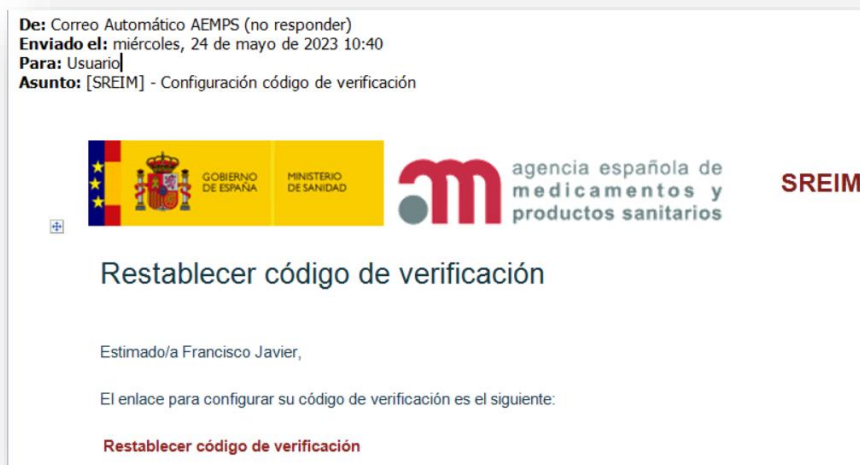 De: Correo Automático AEMPS (no responder)
Enviado el: miércoles, 24 de mayo de 2023 10:40
Para: Usuario
Asunto: [SREIM] - Configuración código de verificación
GOBIERNO
DE ESPAÑA
MINISTERIO
DE SANIDAD
am
agencia española de
medicamentos y
productos sanitarios
SREIM
Restablecer código de verificación
Estimado/a Francisco Javier,
El enlace para configurar su código de verificación es el siguiente:
Restablecer código de verificación